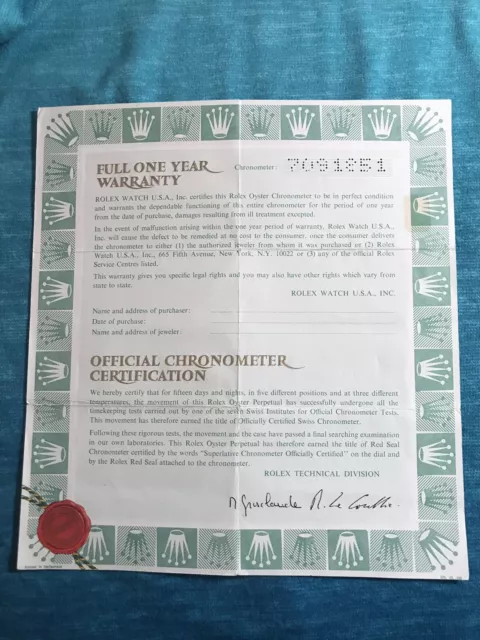 FULL ONE YEAR
WARRANTY
Chronometer: 7091851
ROLEX WATCH U.S.A., Inc. certifies this Rolex Oyster Chronometer to be in perfect condition
and warrants the dependable functioning of this entire chronometer for the period of one year
from the date of purchase, damages resulting from ill treatment excepted.
In the event of malfunction arising within the one year period of warranty, Rolex Watch U.S.A.,
Inc. will cause the defect to be remedied at no cost to the consumer, once the consumer delivers
the chronometer to either (1) the authorized jeweler from whom it was purchased or (2) Rolex
Watch U.S.A., Inc., 665 Fifth Avenue, New York, N.Y. 10022 or (3) any of the official Rolex
Service Centres listed.
This warranty gives you specific legal rights and you may also have other rights which vary from
state to state.
ROLEX WATCH U.S.A., INC.
Name and address of purchaser:
Date of purchase:
Name and address of jeweler:
OFFICIAL CHRONOMETER
CERTIFICATION
We hereby certify that for fifteen days and nights, in five different positions and at three different
temperatures, the movement of this Rolex Oyster Perpetual has successfully undergone all the
timekeeping tests carried out by one of the seven Swiss Institutes for Official Chronometer Tests.
This movement has therefore earned the title of Officially Certified Swiss Chronometer.
Following these rigorous tests, the movement and the case have passed a final searching examination
in our own laboratories. This Rolex Oyster Perpetual has therefore earned the title of Red Seal
Chronometer certified by the words "Superlative Chronometer Officially Certified" on the dial and
by the Rolex Red Seal attached to the chronometer.
ROLEX TECHNICAL DIVISION